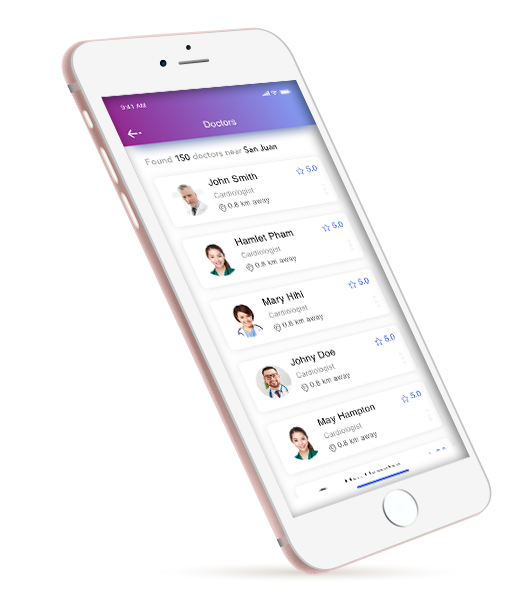 9:41 AM
Doctors
Found 150 doctors near San Juan
John Smith
5.0
Cardiologist
0.8 km away
Hamlet Pham
5.0
Cardiologist
0.8 km away
Mary Hihi
5.0
Cardiologist
0.8 km away
Johny Doe
5.0
Cardiologist
0.8 km away
May Hampton
5.0
Cardiologist
0.8 km away